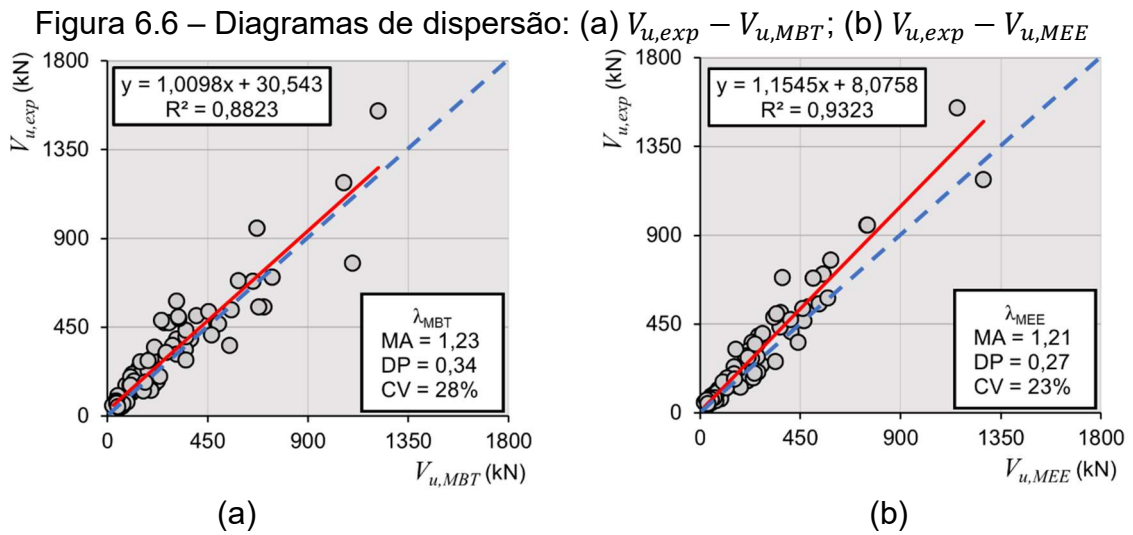 Figura 6.6 – Diagramas de dispersão: (a) V_{u,exp} − V_{u,MBT}; (b) V_{u,exp} − V_{u,MEE}
V_{u,exp} (kN)
1800
1350
900
450
0
y = 1,0098x + 30,543
R² = 0,8823
λ_{MBT}
MA = 1,23
DP = 0,34
CV = 28%
0 450 900 1350 1800
V_{u,MBT} (kN)
(a)
V_{u,exp} (kN)
1800
1350
900
450
0
y = 1,1545x + 8,0758
R² = 0,9323
λ_{MEE}
MA = 1,21
DP = 0,27
CV = 23%
0 450 900 1350 1800
V_{u,MEE} (kN)
(b)